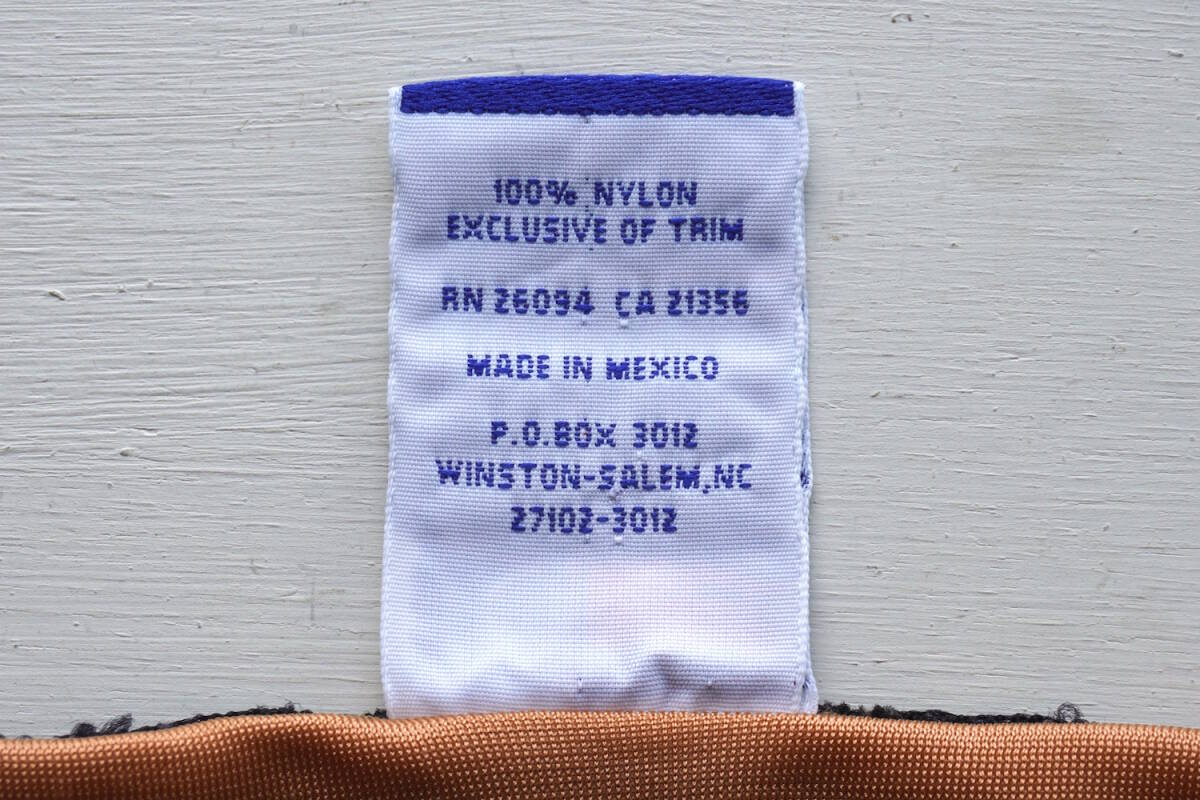 100% NYLON
EXCLUSIVE OF TRIM
RN 26094 CA 21356
MADE IN MEXICO
P.O.BOX 3012
WINSTON-SALEM,NC
27102-3012